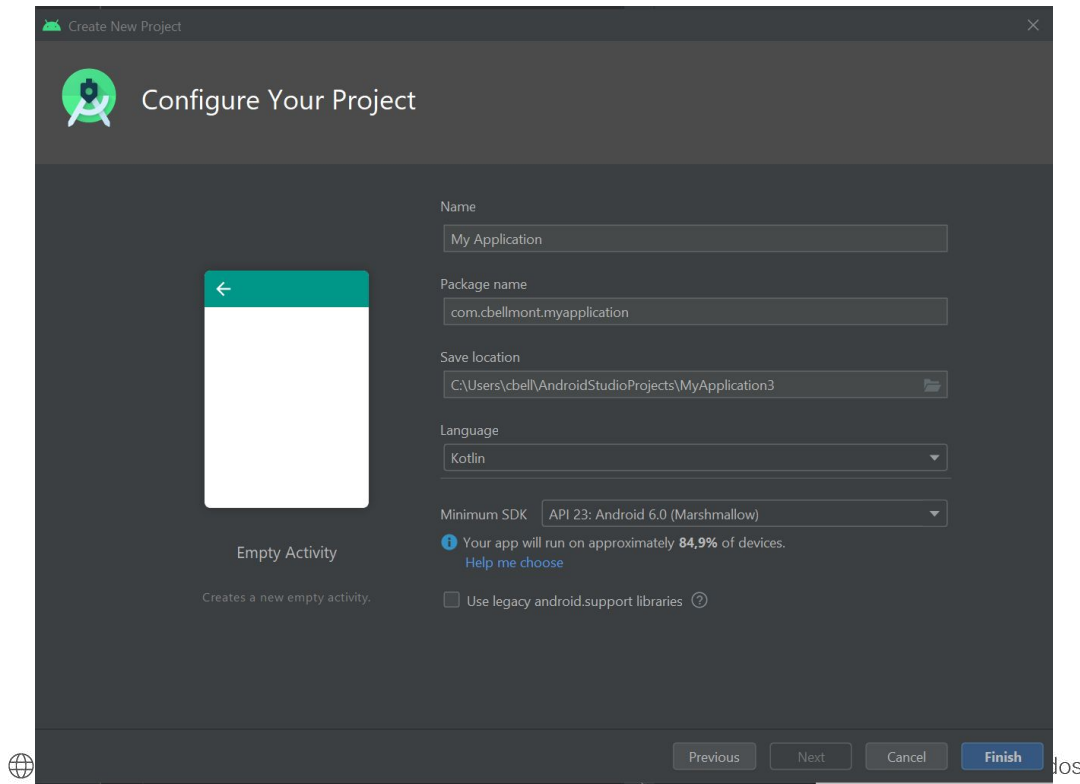 Create New Project
Configure Your Project
Name
My Application
Package name
com.cbellmont.myapplication
Save location
C:\Users\cbell\AndroidStudioProjects\MyApplication3
Language
Kotlin
Minimum SDK API 23: Android 6.0 (Marshmallow)
Your app will run on approximately 84,9% of devices.
Help me choose
Use legacy android.support libraries
Empty Activity
Creates a new empty activity.
Previous Next Cancel Finish